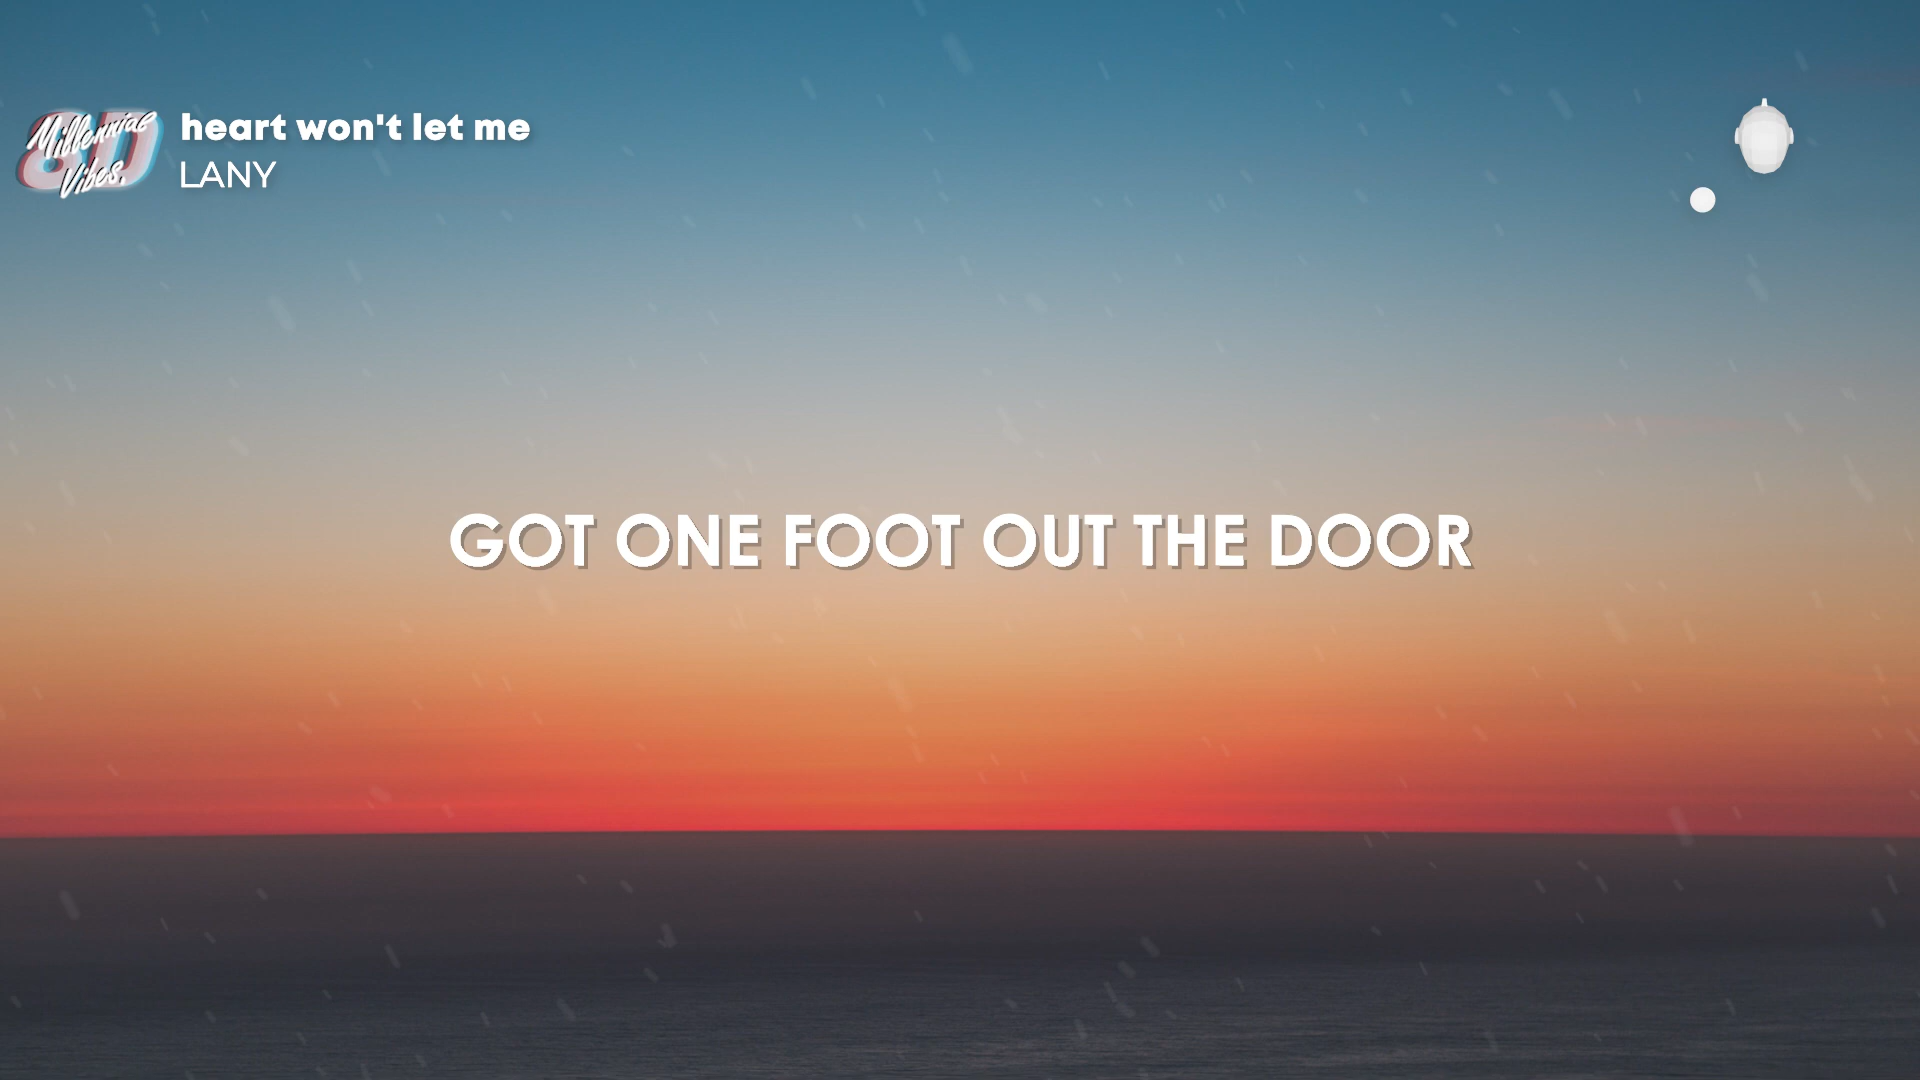 8D
Millennial
Vibes.
heart won't let me
LANY
GOT ONE FOOT OUT THE DOOR